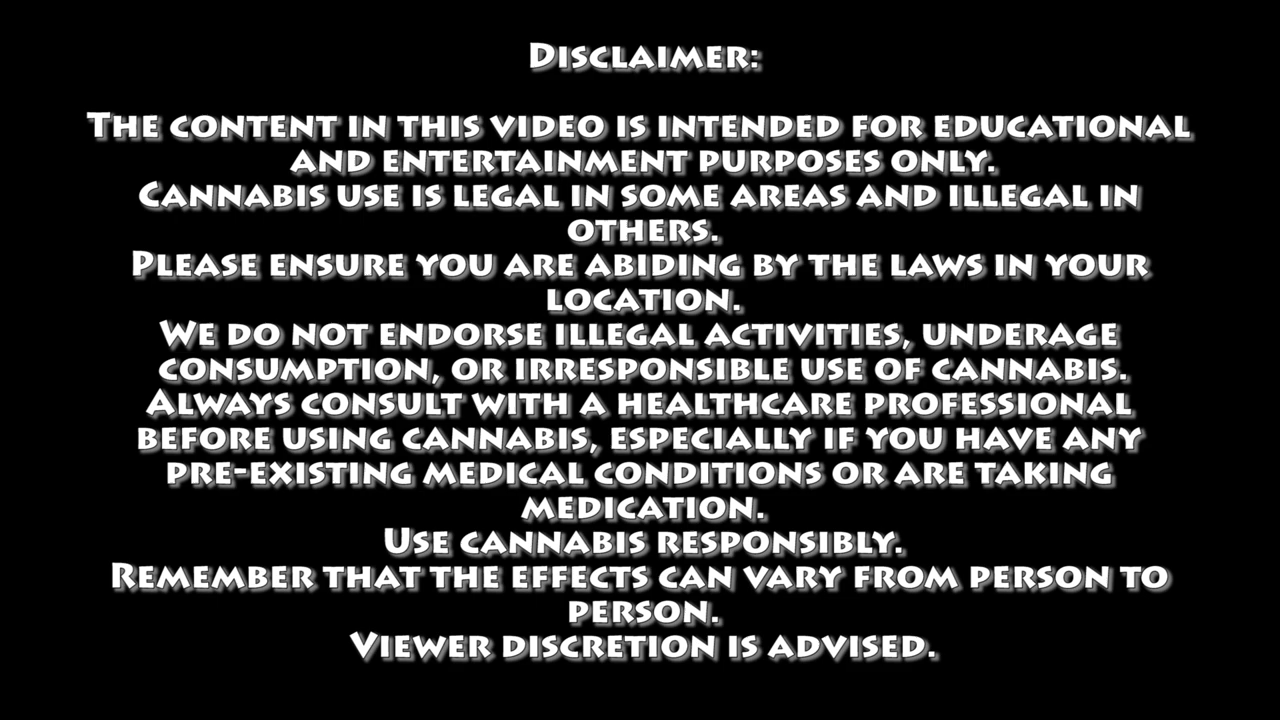 Disclaimer:
The content in this video is intended for educational
and entertainment purposes only.
Cannabis use is legal in some areas and illegal in
others.
Please ensure you are abiding by the laws in your
location.
We do not endorse illegal activities, underage
consumption, or irresponsible use of cannabis.
Always consult with a healthcare professional
before using cannabis, especially if you have any
pre-existing medical conditions or are taking
medication.
Use cannabis responsibly.
Remember that the effects can vary from person to
person.
Viewer discretion is advised.